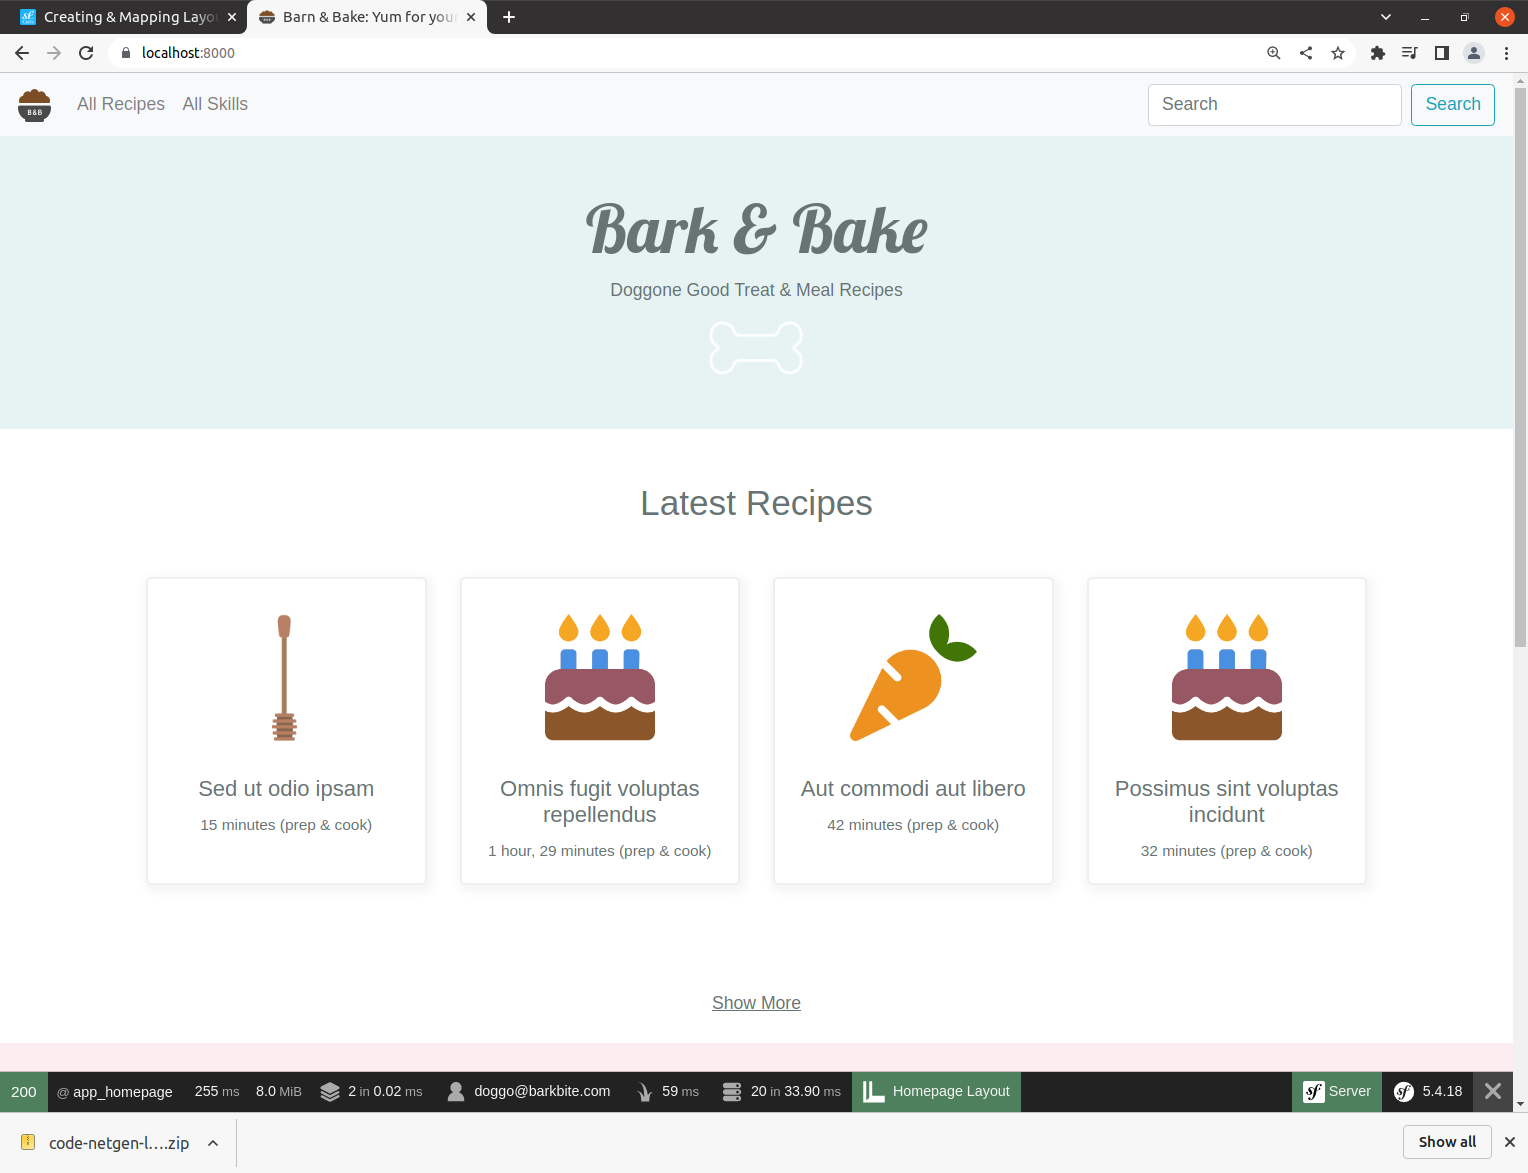 Creating & Mapping Layou
Barn & Bake: Yum for your
localhost:8000
B&B
All Recipes All Skills
Search
Search
Bark & Bake
Doggone Good Treat & Meal Recipes
Latest Recipes
Sed ut odio ipsam
15 minutes (prep & cook)
Omnis fugit voluptas
repellendus
1 hour, 29 minutes (prep & cook)
Aut commodi aut libero
42 minutes (prep & cook)
Possimus sint voluptas
incidunt
32 minutes (prep & cook)
Show More
200 @ app_homepage 255 ms 8.0 MiB 2 in 0.02 ms doggo@barkbite.com 59 ms 20 in 33.90 ms Homepage Layout sf Server sf 5.4.18
code-netgen-l....zip
Show all